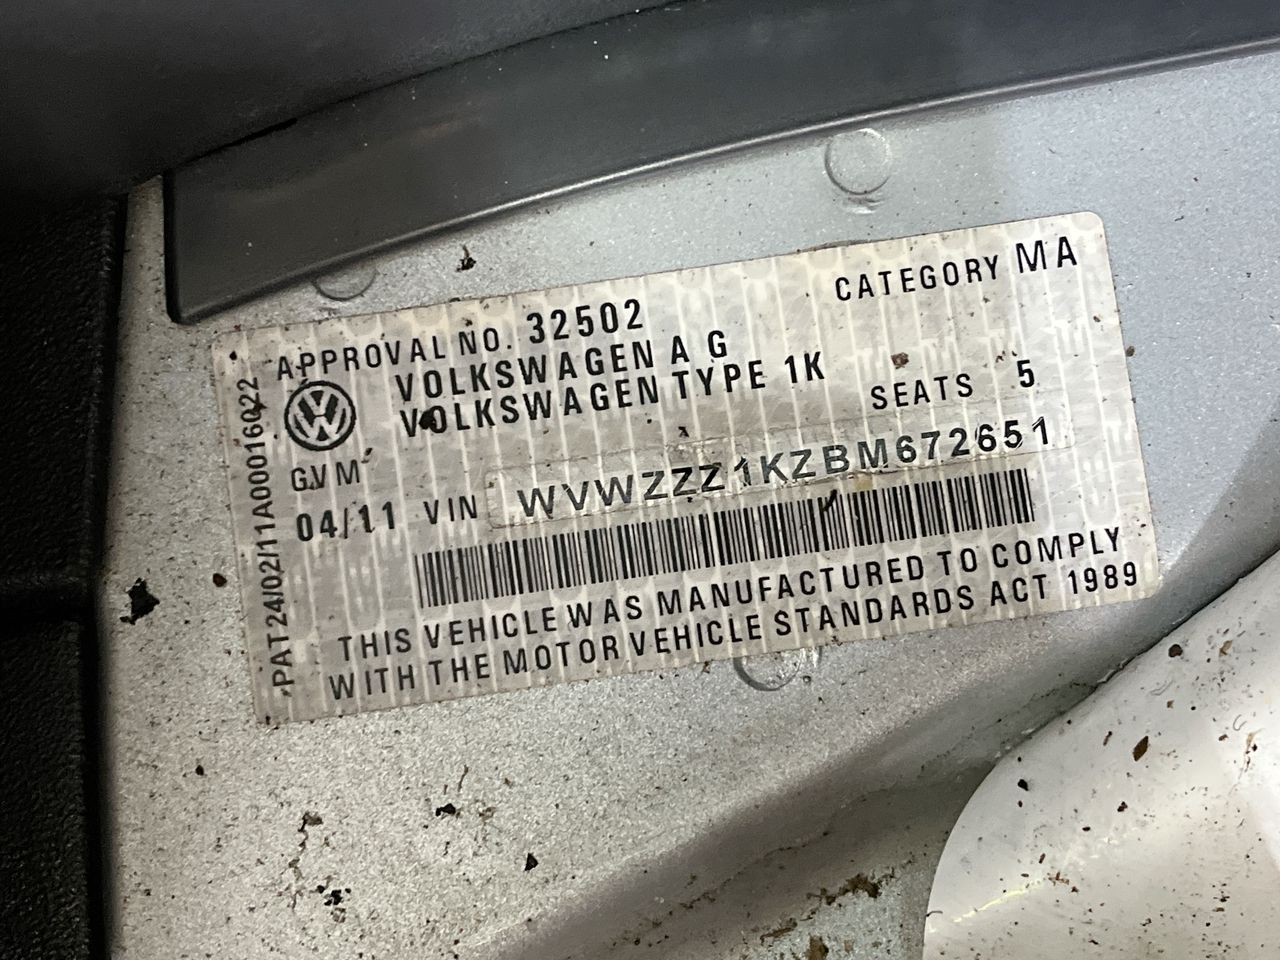 APPROVAL NO. 32502
CATEGORY MA
VOLKSWAGEN A G
VOLKSWAGEN TYPE 1K
SEATS 5
G.V M
04/11 VIN WVWZZZ1KZBM672651
THIS VEHICLE WAS MANUFACTURED TO COMPLY
WITH THE MOTOR VEHICLE STANDARDS ACT 1989
PAT24/02/11A00016022